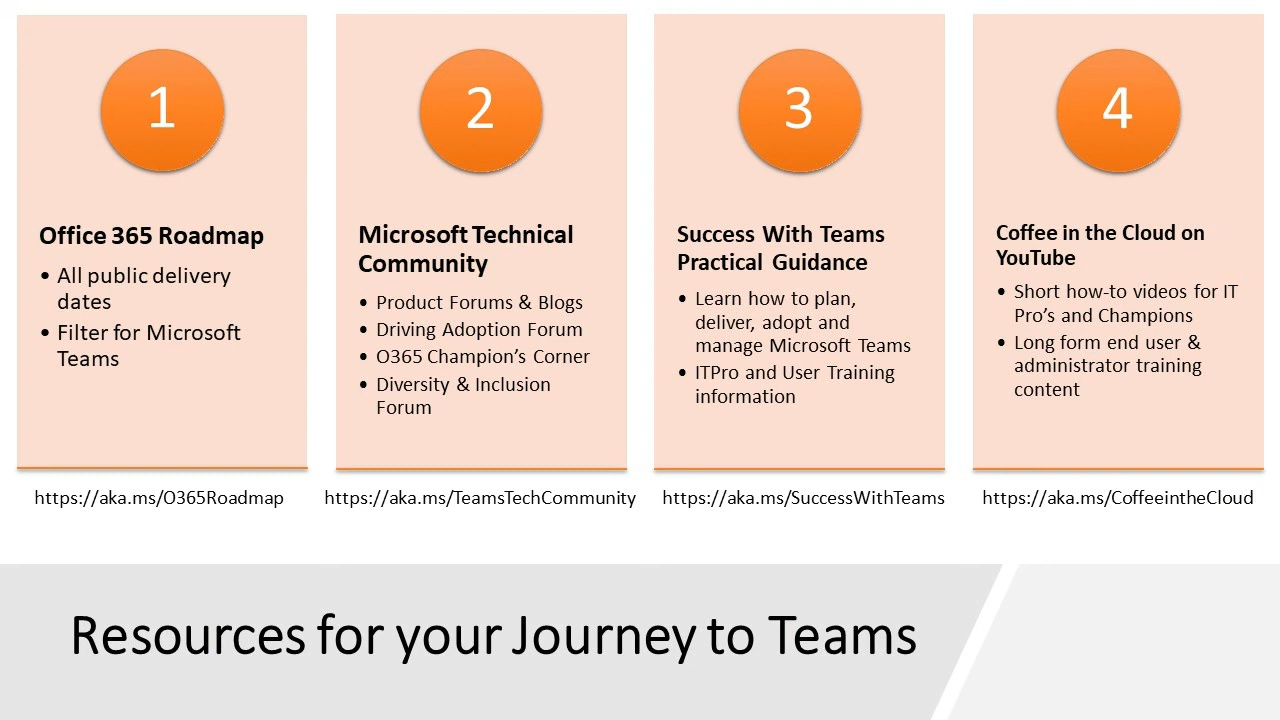 1
Office 365 Roadmap
• All public delivery
dates
• Filter for Microsoft
Teams
https://aka.ms/O365Roadmap
2
Microsoft Technical
Community
• Product Forums & Blogs
• Driving Adoption Forum
• O365 Champion’s Corner
• Diversity & Inclusion
Forum
https://aka.ms/TeamsTechCommunity
3
Success With Teams
Practical Guidance
• Learn how to plan,
deliver, adopt and
manage Microsoft Teams
• ITPro and User Training
information
https://aka.ms/SuccessWithTeams
4
Coffee in the Cloud on
YouTube
• Short how-to videos for IT
Pro’s and Champions
• Long form end user &
administrator training
content
https://aka.ms/CoffeeintheCloud
Resources for your Journey to Teams